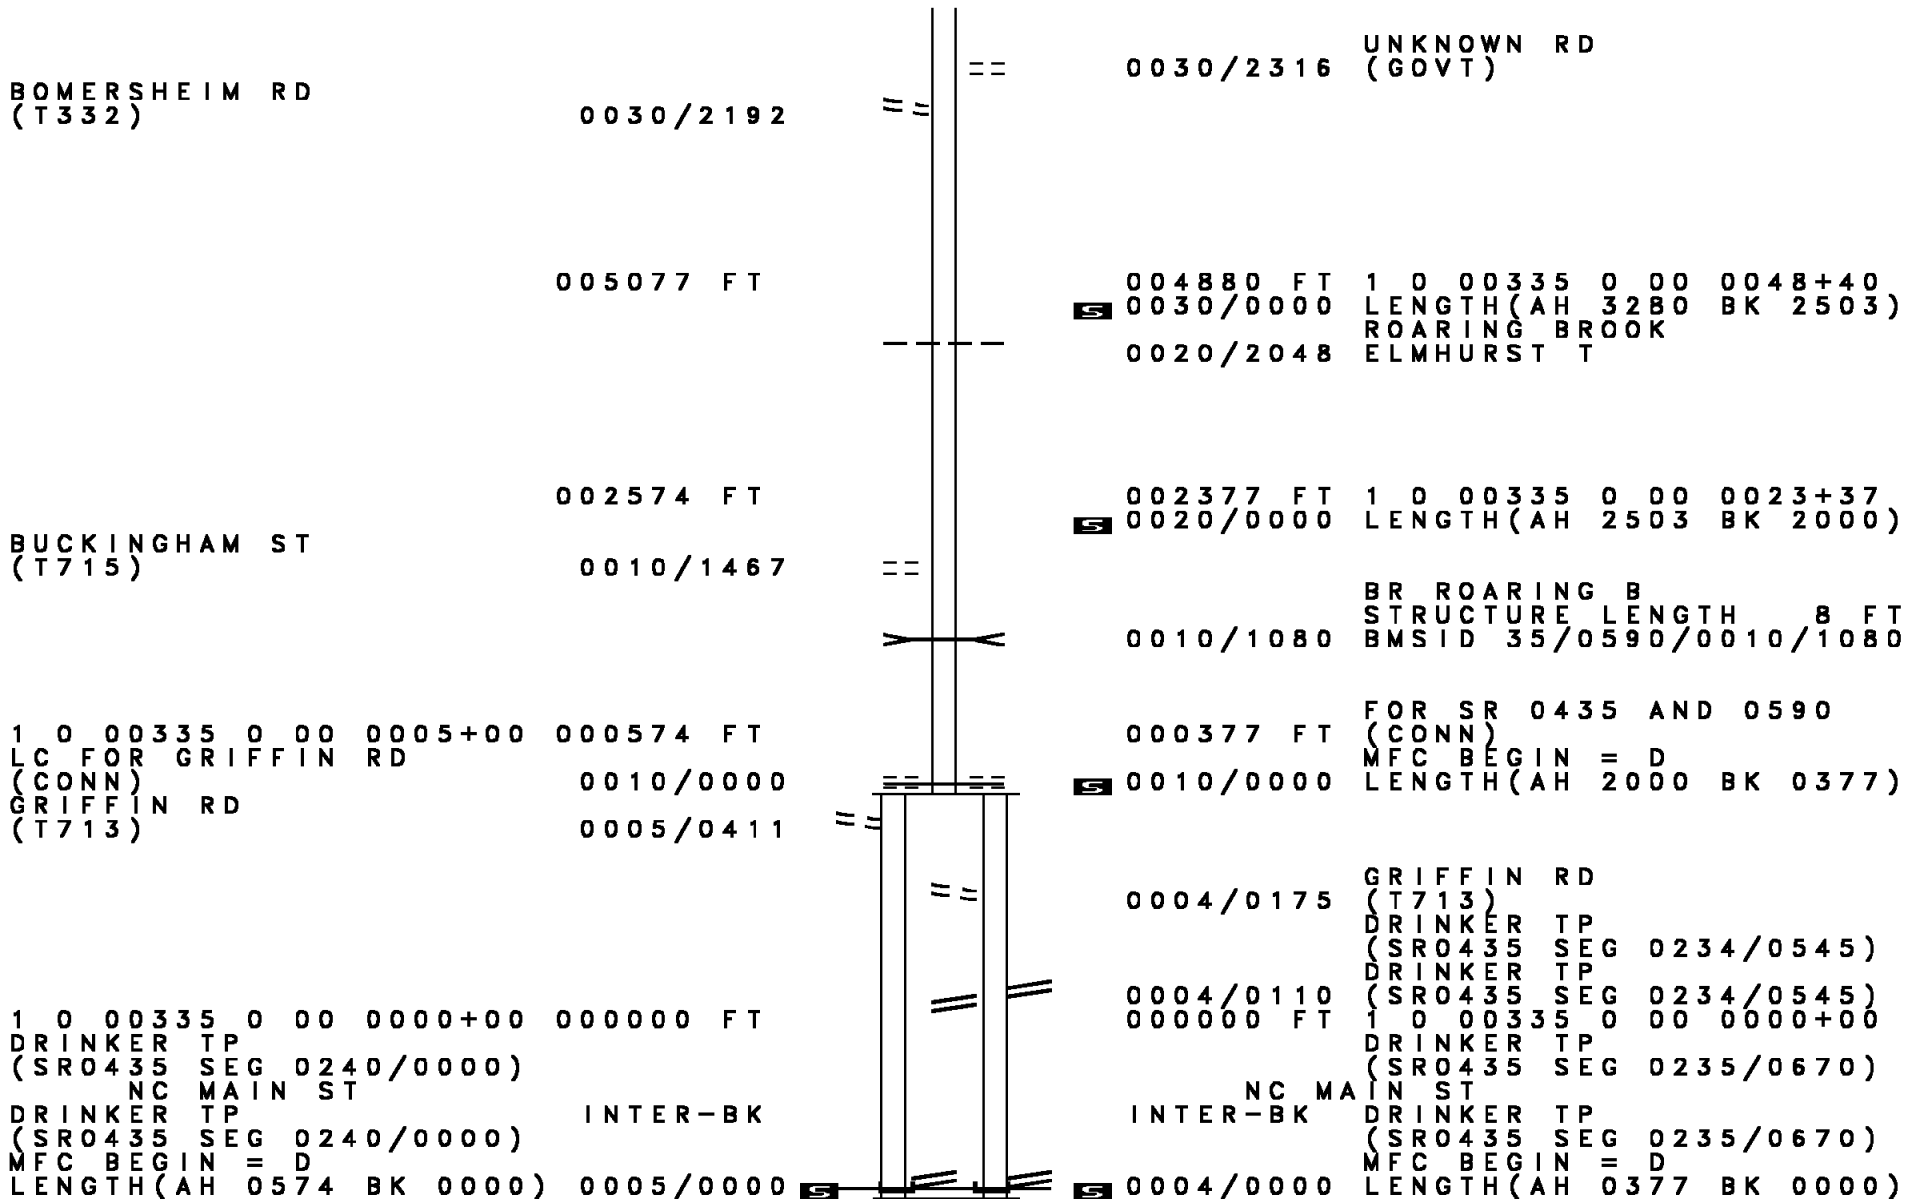 UNKNOWN RD
0030/2316 (GOVT)
BOMERSHEIM RD
(T332) 0030/2192
005077 FT 004880 FT 1 0 00335 0 00 0048+40
S 0030/0000 LENGTH(AH 3280 BK 2503)
ROARING BROOK
0020/2048 ELMHURST T
002574 FT 002377 FT 1 0 00335 0 00 0023+37
S 0020/0000 LENGTH(AH 2503 BK 2000)
BUCKINGHAM ST
(T715) 0010/1467
BR ROARING B
STRUCTURE LENGTH 8 FT
0010/1080 BMSID 35/0590/0010/1080
FOR SR 0435 AND 0590
1 0 00335 0 00 0005+00 000574 FT 000377 FT (CONN)
LC FOR GRIFFIN RD MFC BEGIN = D
(CONN) 0010/0000 S 0010/0000 LENGTH(AH 2000 BK 0377)
GRIFFIN RD
(T713) 0005/0411
GRIFFIN RD
0004/0175 (T713)
DRINKER TP
(SR0435 SEG 0234/0545)
DRINKER TP
0004/0110 (SR0435 SEG 0234/0545)
1 0 00335 0 00 0000+00 000000 FT 000000 FT 1 0 00335 0 00 0000+00
DRINKER TP DRINKER TP
(SR0435 SEG 0240/0000) (SR0435 SEG 0235/0670)
NC MAIN ST NC MAIN ST
DRINKER TP INTER-BK INTER-BK DRINKER TP
(SR0435 SEG 0240/0000) (SR0435 SEG 0235/0670)
MFC BEGIN = D MFC BEGIN = D
LENGTH(AH 0574 BK 0000) 0005/0000 S S 0004/0000 LENGTH(AH 0377 BK 0000)